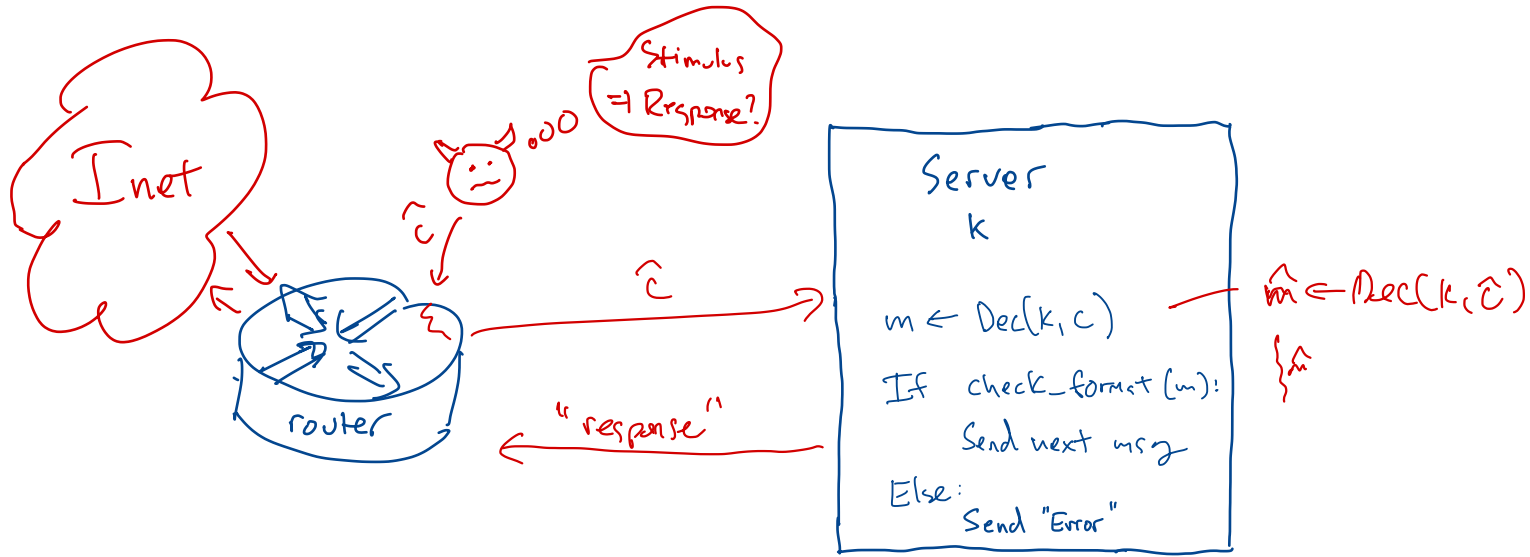 Stimulus
⇒ Response?
Inet
ĉ
router
ĉ
"response"
Server
k
m ← Dec(k, c)
If check_format(m):
Send next msg
Else:
Send "Error"
m̂ ← Dec(k, ĉ)
m̂